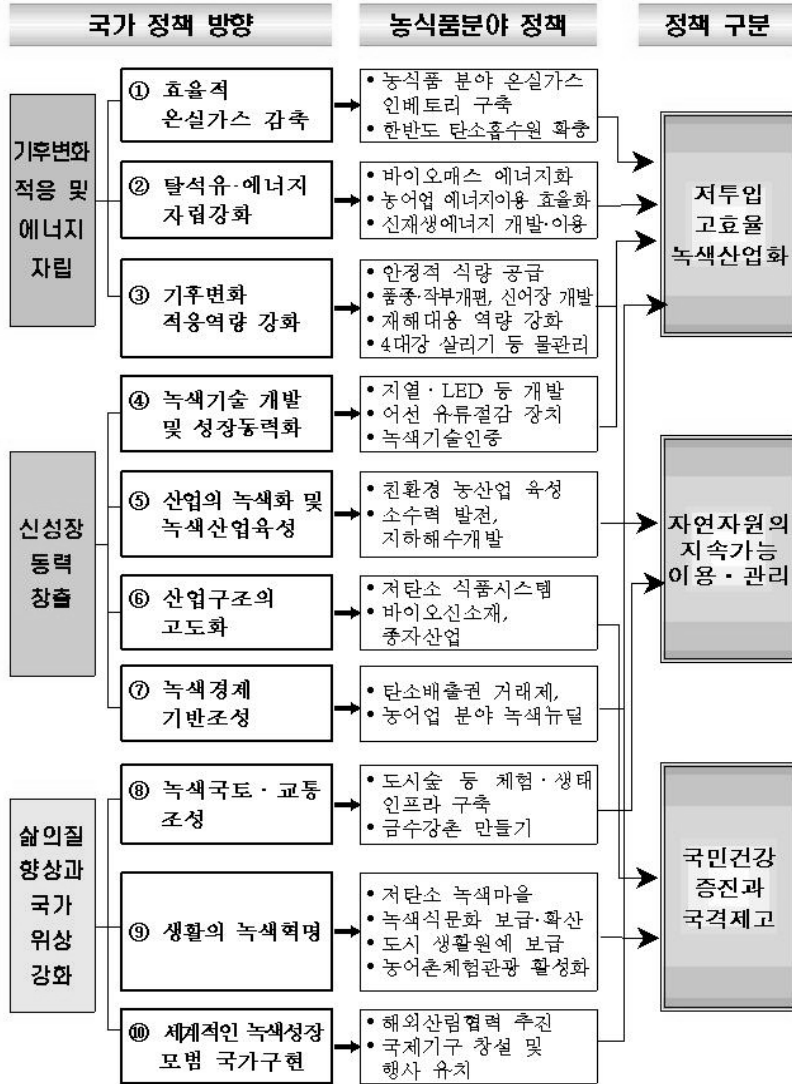 국가 정책 방향
농식품분야 정책
정책 구분
기후변화
적응 및
에너지
자립
① 효율적
온실가스 감축
• 농식품 분야 온실가스
인베토리 구축
• 한반도 탄소흡수원 확충
② 탈석유·에너지
자립강화
• 바이오매스 에너지화
• 농어업 에너지이용 효율화
• 신재생에너지 개발·이용
③ 기후변화
적응역량 강화
• 안정적 식량 공급
• 품종·작부개편, 신어장 개발
• 재해대응 역량 강화
• 4대강 살리기 등 물관리
저투입
고효율
녹색산업화
신성장
동력
창출
④ 녹색기술 개발
및 성장동력화
• 지열·LED 등 개발
• 어선 유류절감 장치
• 녹색기술인증
⑤ 산업의 녹색화 및
녹색산업육성
• 친환경 농산업 육성
• 소수력 발전,
지하해수개발
⑥ 산업구조의
고도화
• 저탄소 식품시스템
• 바이오신소재,
종자산업
⑦ 녹색경제
기반조성
• 탄소배출권 거래제,
• 농어업 분야 녹색뉴딜
자연자원의
지속가능
이용·관리
삶의질
향상과
국가
위상
강화
⑧ 녹색국토·교통
조성
• 도시숲 등 체험·생태
인프라 구축
• 금수강촌 만들기
⑨ 생활의 녹색혁명
• 저탄소 녹색마을
• 녹색식문화 보급·확산
• 도시 생활원예 보급
• 농어촌체험관광 활성화
⑩ 세계적인 녹색성장
모범 국가구현
• 해외산림협력 추진
• 국제기구 창설 및
행사 유치
국민건강
증진과
국격제고